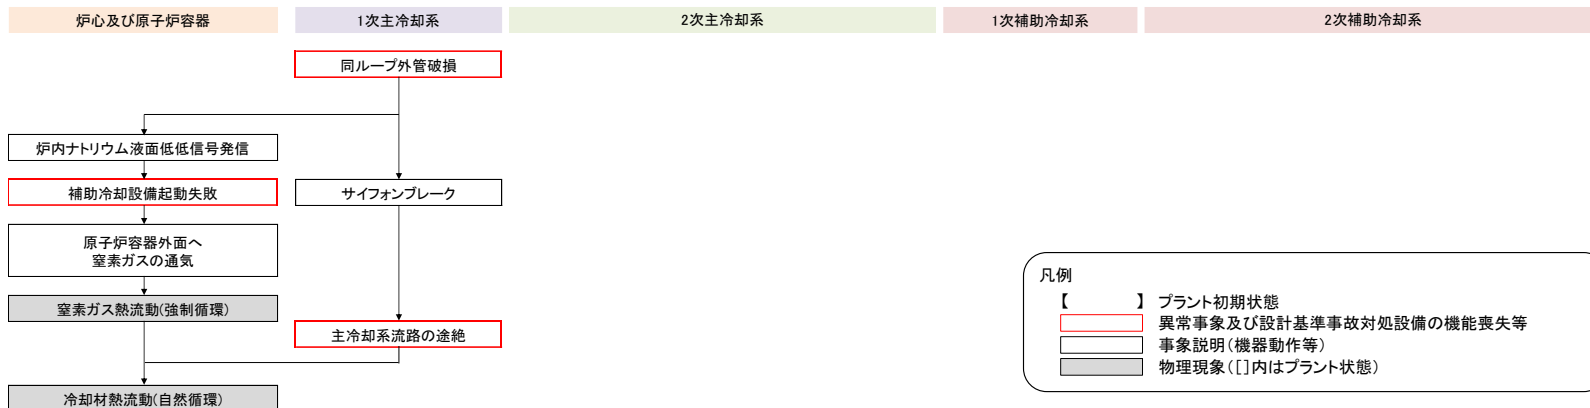 炉心及び原子炉容器
1次主冷却系
2次主冷却系
1次補助冷却系
2次補助冷却系
同ループ外管破損
炉内ナトリウム液面低低信号発信
補助冷却設備起動失敗
サイフォンブレーク
原子炉容器外面へ
窒素ガスの通気
窒素ガス熱流動(強制循環)
主冷却系流路の途絶
冷却材熱流動(自然循環)
凡例
【　　　】 プラント初期状態
異常事象及び設計基準事故対処設備の機能喪失等
事象説明(機器動作等)
物理現象([]内はプラント状態)